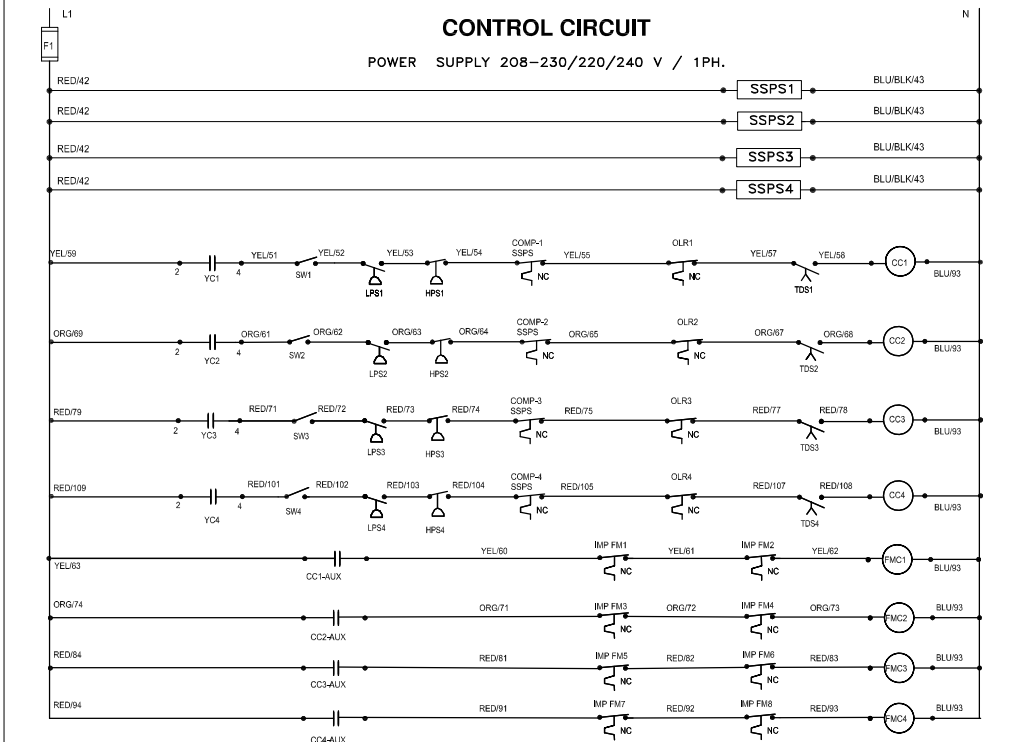 L1
N
CONTROL CIRCUIT
F1
POWER SUPPLY 208-230/220/240 V / 1PH.
RED/42 SSPS1 BLU/BLK/43
RED/42 SSPS2 BLU/BLK/43
RED/42 SSPS3 BLU/BLK/43
RED/42 SSPS4 BLU/BLK/43
COMP-1 OLR1
YEL/59 YEL/51 YEL/52 YEL/53 YEL/54 SSPS YEL/55 YEL/57 YEL/58
CC1
2 YC1 4 SW1 LPS1 HPS1 NC NC TDS1 BLU/93
COMP-2 OLR2
ORG/69 ORG/61 ORG/62 ORG/63 ORG/64 SSPS ORG/65 ORG/67 ORG/68
CC2
2 YC2 4 SW2 LPS2 HPS2 NC NC TDS2 BLU/93
COMP-3 OLR3
RED/79 RED/71 RED/72 RED/73 RED/74 SSPS RED/75 RED/77 RED/78
CC3
2 YC3 4 SW3 LPS3 HPS3 NC NC TDS3 BLU/93
COMP-4 OLR4
RED/109 RED/101 RED/102 RED/103 RED/104 SSPS RED/105 RED/107 RED/108
CC4
2 YC4 4 SW4 LPS4 HPS4 NC NC TDS4 BLU/93
YEL/60 IMP FM1 YEL/61 IMP FM2 YEL/62
FMC1
YEL/63 CC1-AUX NC NC BLU/93
ORG/74 ORG/71 IMP FM3 ORG/72 IMP FM4 ORG/73 BLU/93
FMC2
CC2-AUX NC NC
RED/84 RED/81 IMP FM5 RED/82 IMP FM6 RED/83 BLU/93
FMC3
CC3-AUX NC NC
RED/94 RED/91 IMP FM7 RED/92 IMP FM8 RED/93 BLU/93
FMC4
CC4-AUX NC NC